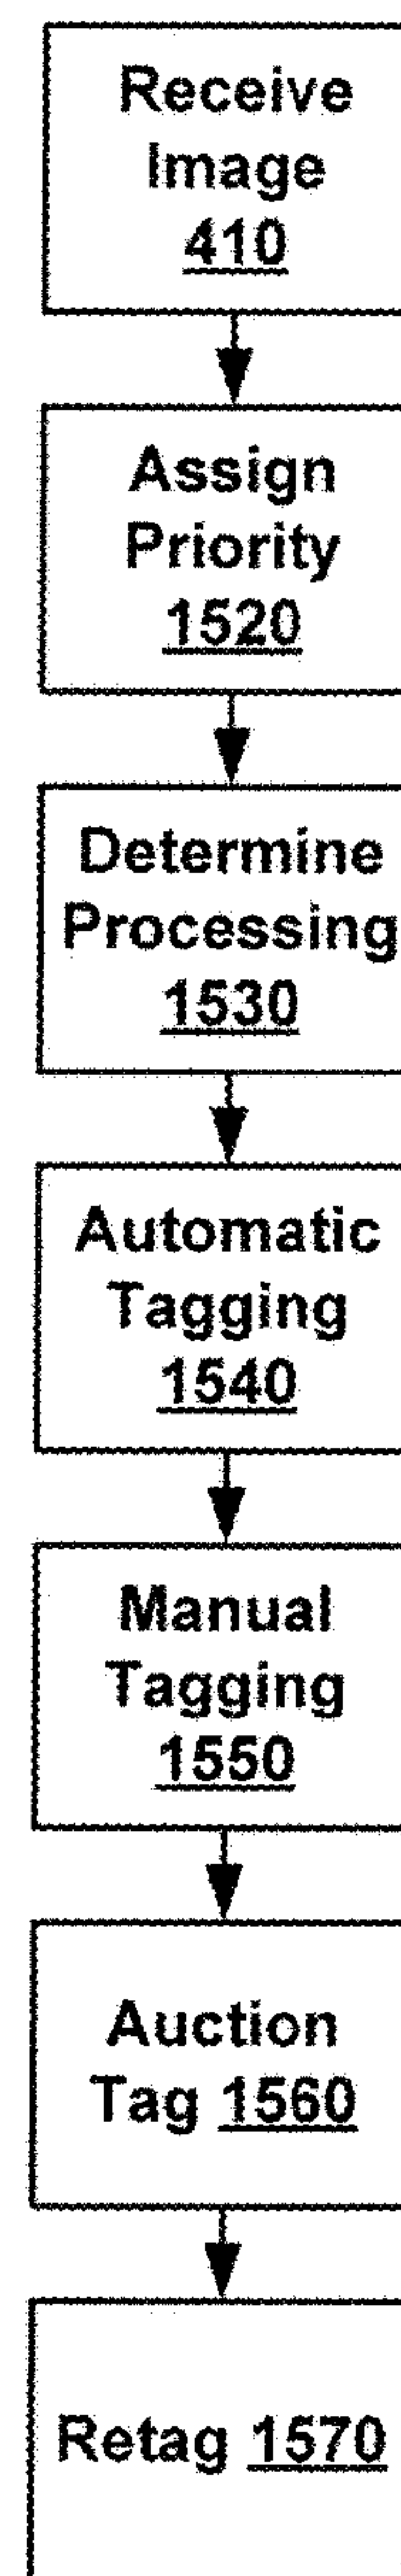 Receive
Image
410
Assign
Priority
1520
Determine
Processing
1530
Automatic
Tagging
1540
Manual
Tagging
1550
Auction
Tag 1560
Retag 1570